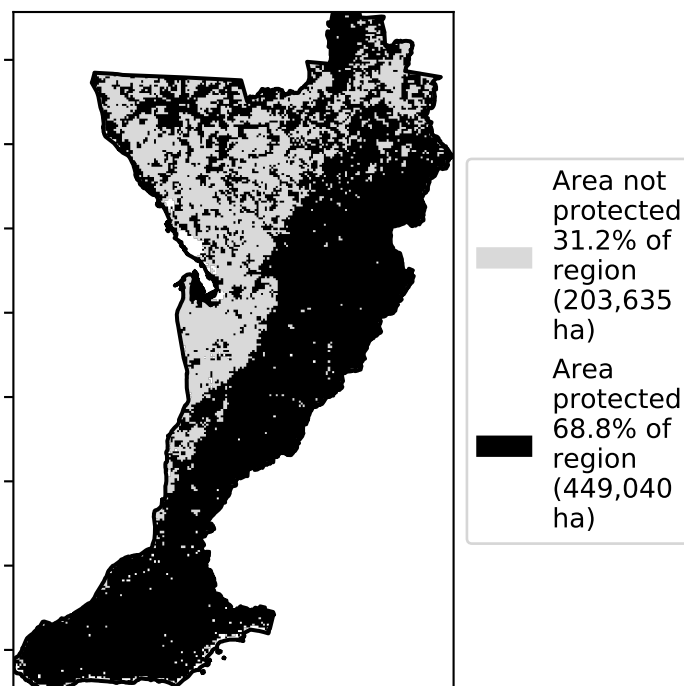 Area not
protected
31.2% of
region
(203,635
ha)
Area
protected
68.8% of
region
(449,040
ha)